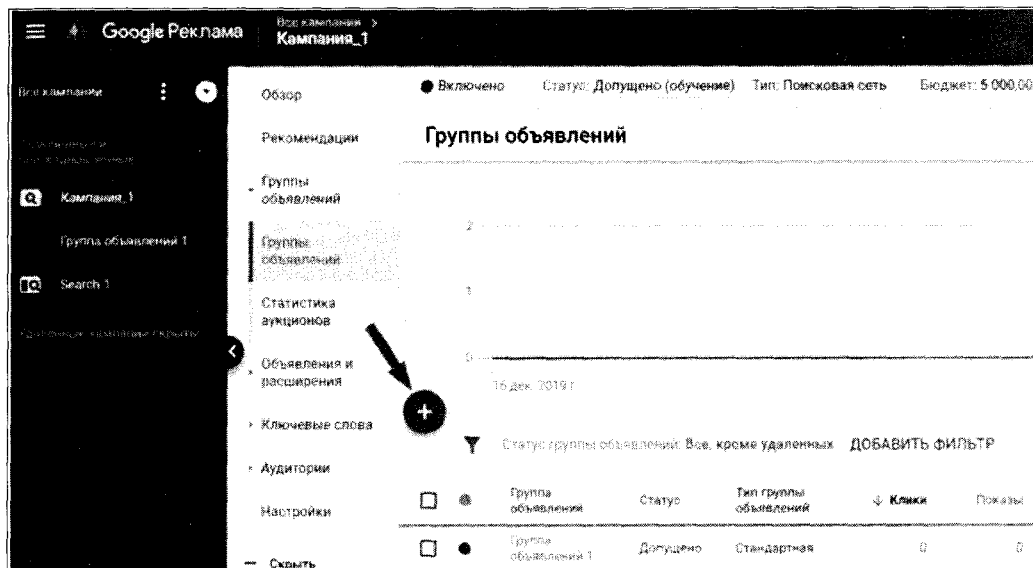 Google Реклама
Все кампании >
Кампания_1
Все кампании
Кампания_1
Группа объявлений 1
Search 1
Обзор
Рекомендации
Группы
объявлений
Группы
объявлений
Статистика
аукционов
Объявления и
расширения
Ключевые слова
Аудитории
Настройки
Скрыть
Включено Статус: Допущено (обучение) Тип: Поисковая сеть Бюджет: 5 000,00
Группы объявлений
2
1
0
16 дек. 2019 г.
Статус группы объявлений: Все, кроме удаленных ДОБАВИТЬ ФИЛЬТР
Группа
объявлений
Статус
Тип группы
объявлений
Клики
Показы
Группа
объявлений 1
Допущено
Стандартная
0
0